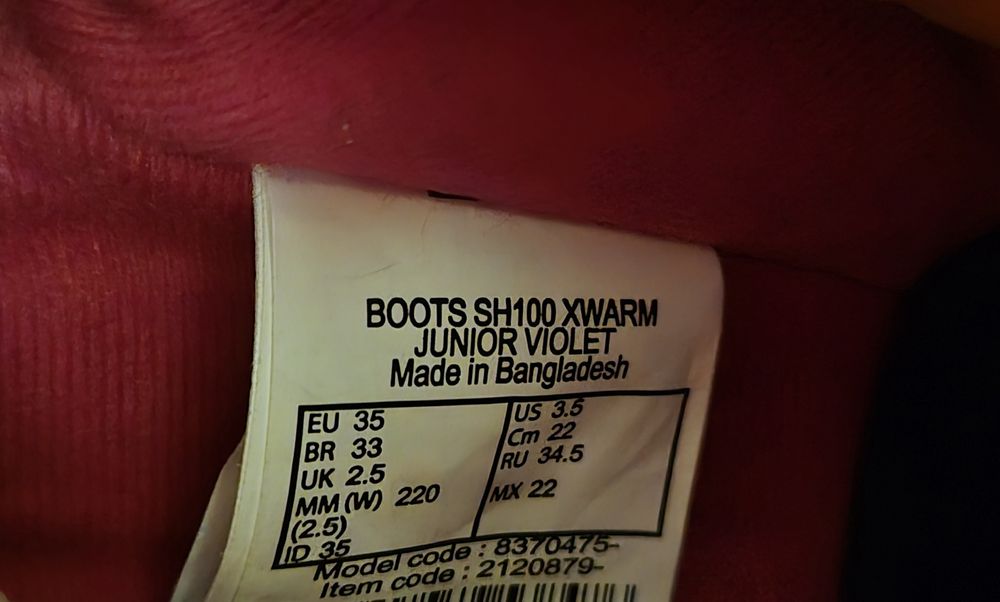 BOOTS SH100 XWARM
JUNIOR VIOLET
Made in Bangladesh
EU 35
BR 33
UK 2.5
MM (W) 220
(2.5)
ID 35
US 3.5
Cm 22
RU 34.5
MX 22
Model code : 8370475-
Item code : 2120879-